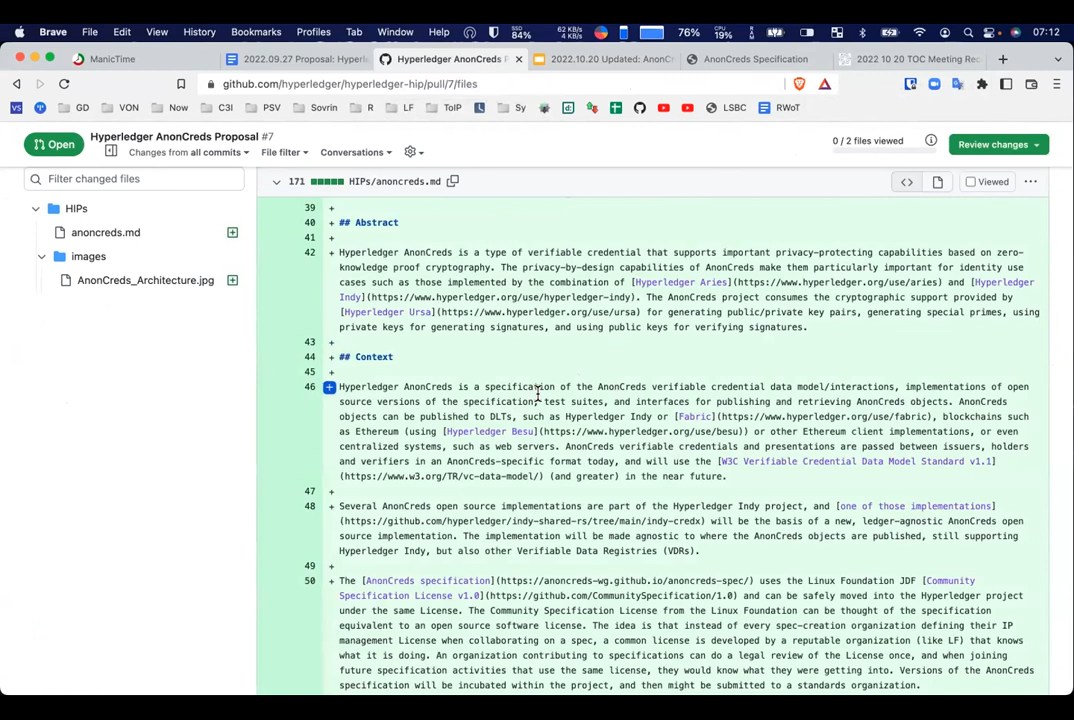 Brave File Edit View History Bookmarks Profiles Tab Window Help SSD 84% 62 KB/s 4 KB/s 76% CPU 19% 07:12
ManicTime 2022.09.27 Proposal: Hyperl Hyperledger AnonCreds P 2022.10.20 Updated: AnonC AnonCreds Specification 2022 10 20 TOC Meeting Rec
github.com/hyperledger/hyperledger-hip/pull/7/files
GD VON Now C3I PSV Sovrin R LF ToIP Sy LSBC RWoT
Open
Hyperledger AnonCreds Proposal #7
Changes from all commits File filter Conversations
0 / 2 files viewed
Review changes
Filter changed files
HIPs
anoncreds.md
images
AnonCreds_Architecture.jpg
171 HIPs/anoncreds.md Viewed
39 +
40 + ## Abstract
41 +
42 + Hyperledger AnonCreds is a type of verifiable credential that supports important privacy-protecting capabilities based on zero-
knowledge proof cryptography. The privacy-by-design capabilities of AnonCreds make them particularly important for identity use
cases such as those implemented by the combination of [Hyperledger Aries](https://www.hyperledger.org/use/aries) and [Hyperledger
Indy](https://www.hyperledger.org/use/hyperledger-indy). The AnonCreds project consumes the cryptographic support provided by
[Hyperledger Ursa](https://www.hyperledger.org/use/ursa) for generating public/private key pairs, generating special primes, using
private keys for generating signatures, and using public keys for verifying signatures.
43 +
44 + ## Context
45 +
46 + Hyperledger AnonCreds is a specification of the AnonCreds verifiable credential data model/interactions, implementations of open
source versions of the specification, test suites, and interfaces for publishing and retrieving AnonCreds objects. AnonCreds
objects can be published to DLTs, such as Hyperledger Indy or [Fabric](https://www.hyperledger.org/use/fabric), blockchains such
as Ethereum (using [Hyperledger Besu](https://www.hyperledger.org/use/besu)) or other Ethereum client implementations, or even
centralized systems, such as web servers. AnonCreds verifiable credentials and presentations are passed between issuers, holders
and verifiers in an AnonCreds-specific format today, and will use the [W3C Verifiable Credential Data Model Standard v1.1]
(https://www.w3.org/TR/vc-data-model/) (and greater) in the near future.
47 +
48 + Several AnonCreds open source implementations are part of the Hyperledger Indy project, and [one of those implementations]
(https://github.com/hyperledger/indy-shared-rs/tree/main/indy-credx) will be the basis of a new, ledger-agnostic AnonCreds open
source implementation. The implementation will be made agnostic to where the AnonCreds objects are published, still supporting
Hyperledger Indy, but also other Verifiable Data Registries (VDRs).
49 +
50 + The [AnonCreds specification](https://anoncreds-wg.github.io/anoncreds-spec/) uses the Linux Foundation JDF [Community
Specification License v1.0](https://github.com/CommunitySpecification/1.0) and can be safely moved into the Hyperledger project
under the same License. The Community Specification License from the Linux Foundation can be thought of the specification
equivalent to an open source software license. The idea is that instead of every spec-creation organization defining their IP
management License when collaborating on a spec, a common license is developed by a reputable organization (like LF) that knows
what it is doing. An organization contributing to specifications can do a legal review of the License once, and when joining
future specification activities that use the same license, they would know what they were getting into. Versions of the AnonCreds
specification will be incubated within the project, and then might be submitted to a standards organization.